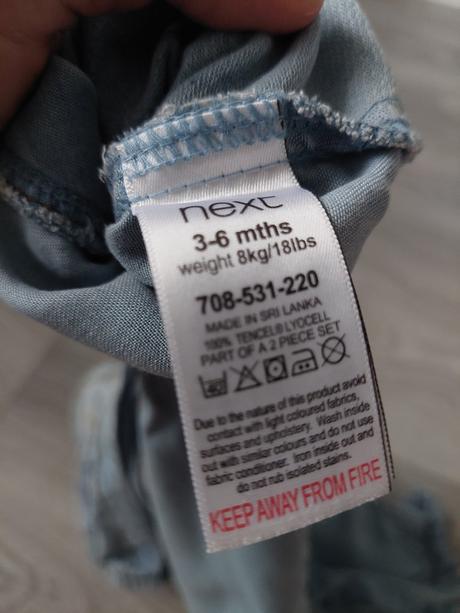 next
3-6 mths
weight 8kg/18lbs
708-531-220
MADE IN SRI LANKA
100% TENCEL® LYOCELL
PART OF A 2 PIECE SET
Due to the nature of this product avoid
contact with light coloured fabrics,
surfaces and upholstery. Wash inside
out with similar colours and do not use
fabric conditioner. Iron inside out and
do not rub isolated stains.
KEEP AWAY FROM FIRE